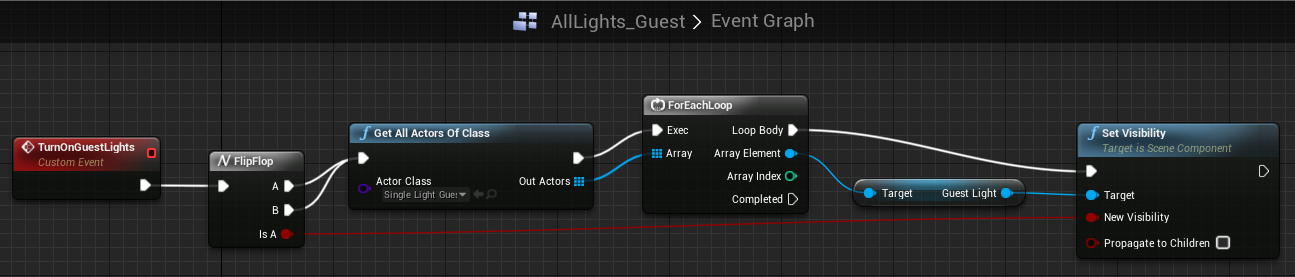 AllLights_Guest > Event Graph
TurnOnGuestLights
Custom Event
FlipFlop
A
B
Is A
Get All Actors Of Class
Actor Class
Single Light Gues
Out Actors
ForEachLoop
Exec
Loop Body
Array
Array Element
Array Index
Completed
Target
Guest Light
Set Visibility
Target is Scene Component
Target
New Visibility
Propagate to Children